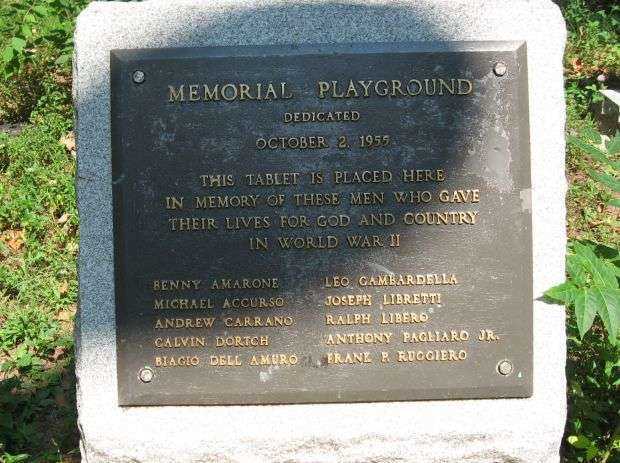 MEMORIAL PLAYGROUND
DEDICATED
OCTOBER 2, 1955
THIS TABLET IS PLACED HERE
IN MEMORY OF THESE MEN WHO GAVE
THEIR LIVES FOR GOD AND COUNTRY
IN WORLD WAR II
BENNY AMARONE
MICHAEL ACCURSO
ANDREW CARRANO
CALVIN DORTCH
BIAGIO DELL AMURO
LEO GAMBARDELLA
JOSEPH LIBRETTI
RALPH LIBERO
ANTHONY PAGLIARO JR.
FRANK P. RUGGIERO